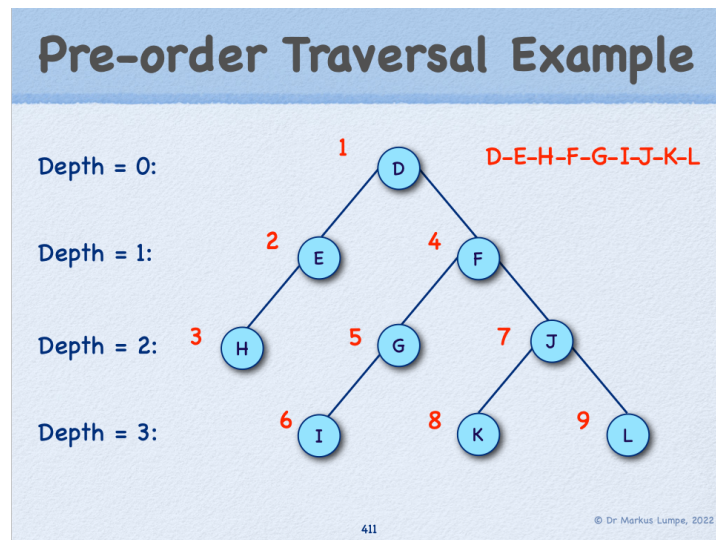 Pre-order Traversal Example
Depth = 0:
1
D
D-E-H-F-G-I-J-K-L
Depth = 1:
2
E
4
F
Depth = 2:
3
H
5
G
7
J
Depth = 3:
6
I
8
K
9
L
411
© Dr Markus Lumpe, 2022